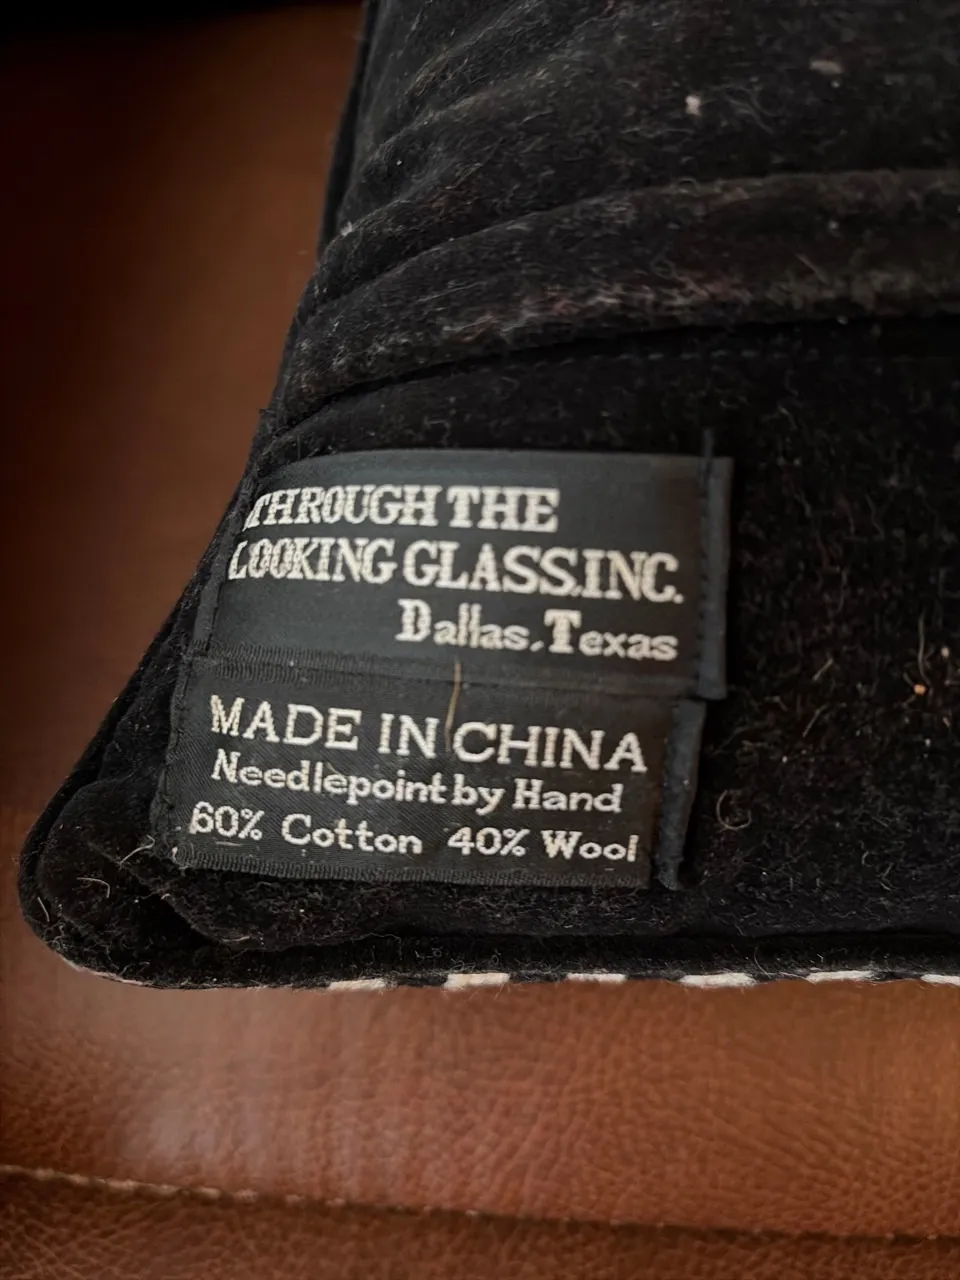 THROUGH THE
LOOKING GLASS.INC.
Dallas.Texas
MADE IN CHINA
Needlepoint by Hand
60% Cotton 40% Wool